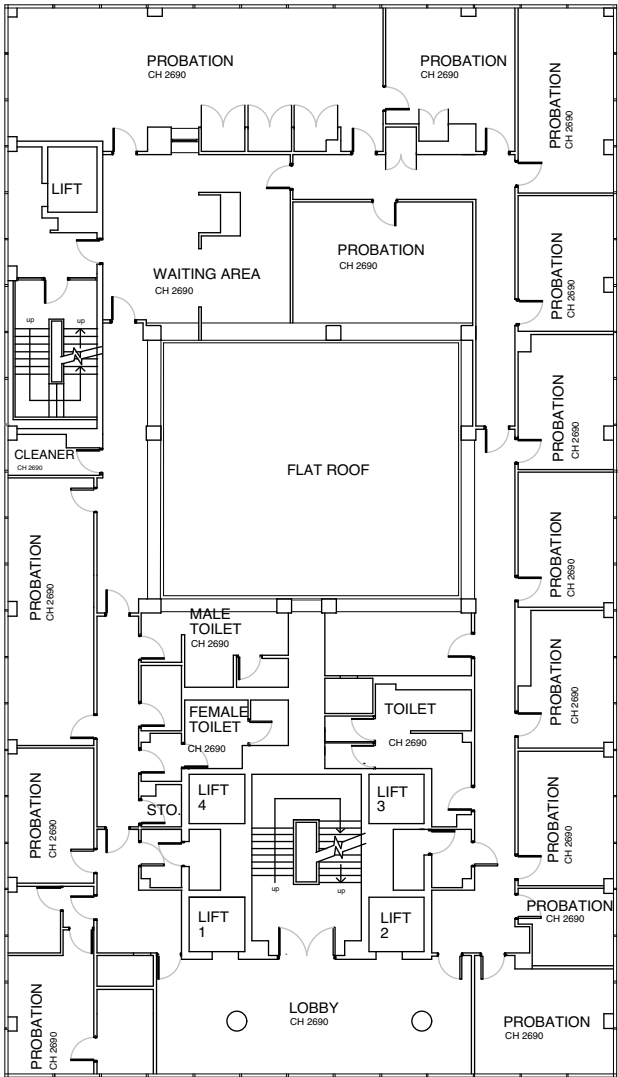 PROBATION
CH 2690
PROBATION
CH 2690
PROBATION
CH 2690
LIFT
PROBATION
CH 2690
WAITING AREA
CH 2690
PROBATION
CH 2690
up
up
PROBATION
CH 2690
CLEANER
CH 2690
FLAT ROOF
PROBATION
CH 2690
PROBATION
CH 2690
MALE
TOILET
CH 2690
PROBATION
CH 2690
FEMALE
TOILET
CH 2690
TOILET
CH 2690
PROBATION
CH 2690
PROBATION
CH 2690
STO.
LIFT
4
LIFT
3
up
up
LIFT
1
LIFT
2
PROBATION
CH 2690
PROBATION
CH 2690
LOBBY
CH 2690
PROBATION
CH 2690